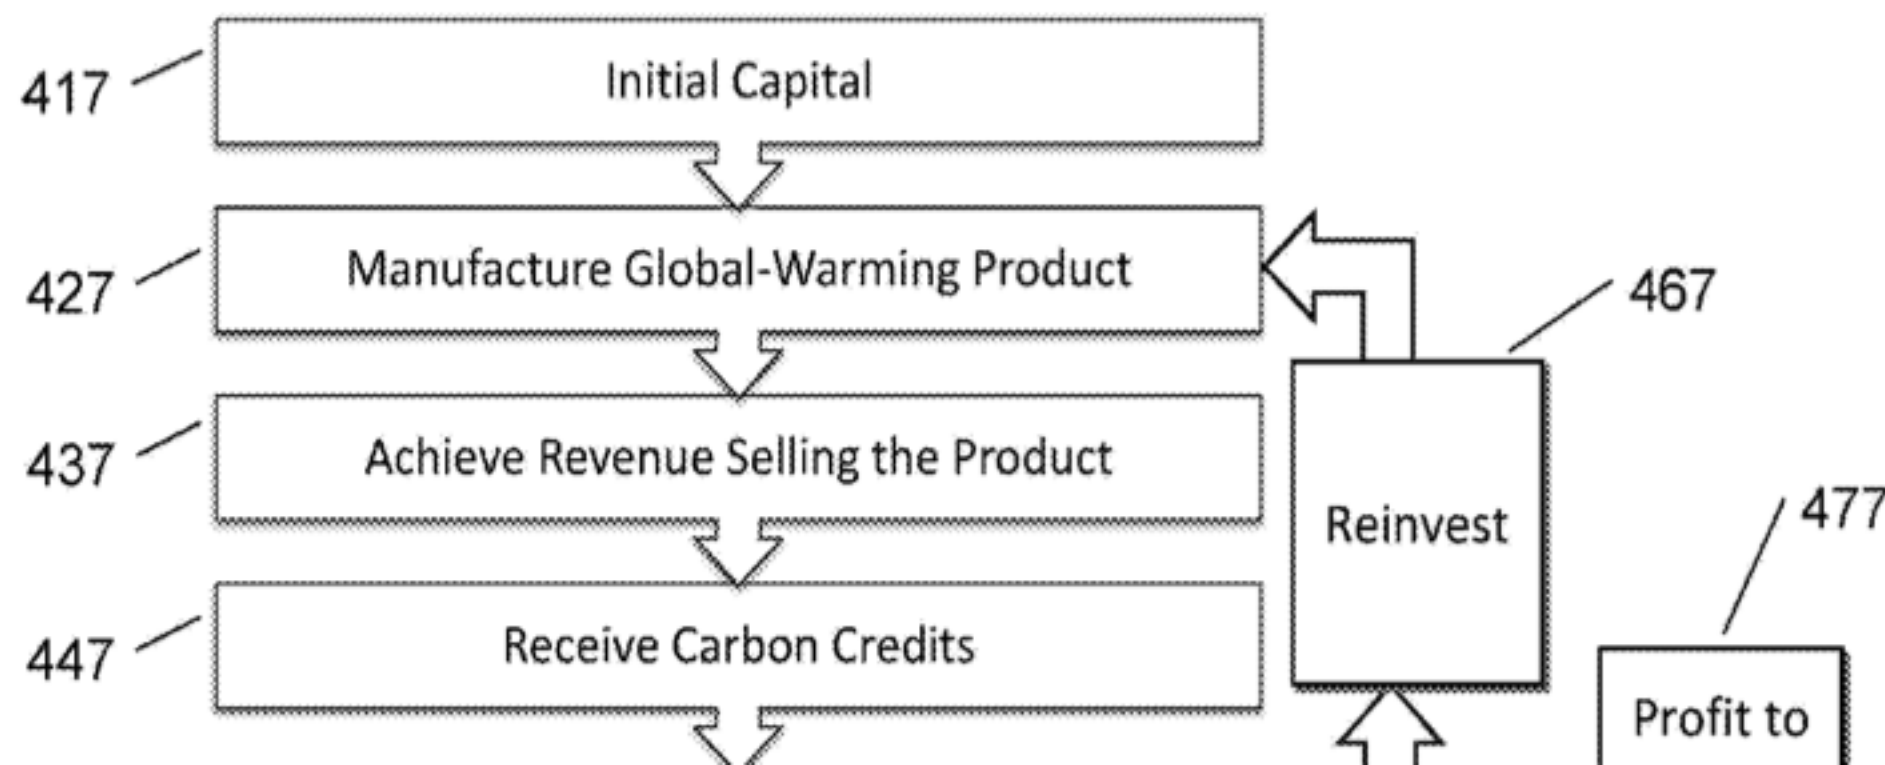 417
Initial Capital
427
Manufacture Global-Warming Product
467
437
Achieve Revenue Selling the Product
Reinvest
477
447
Receive Carbon Credits
Profit to